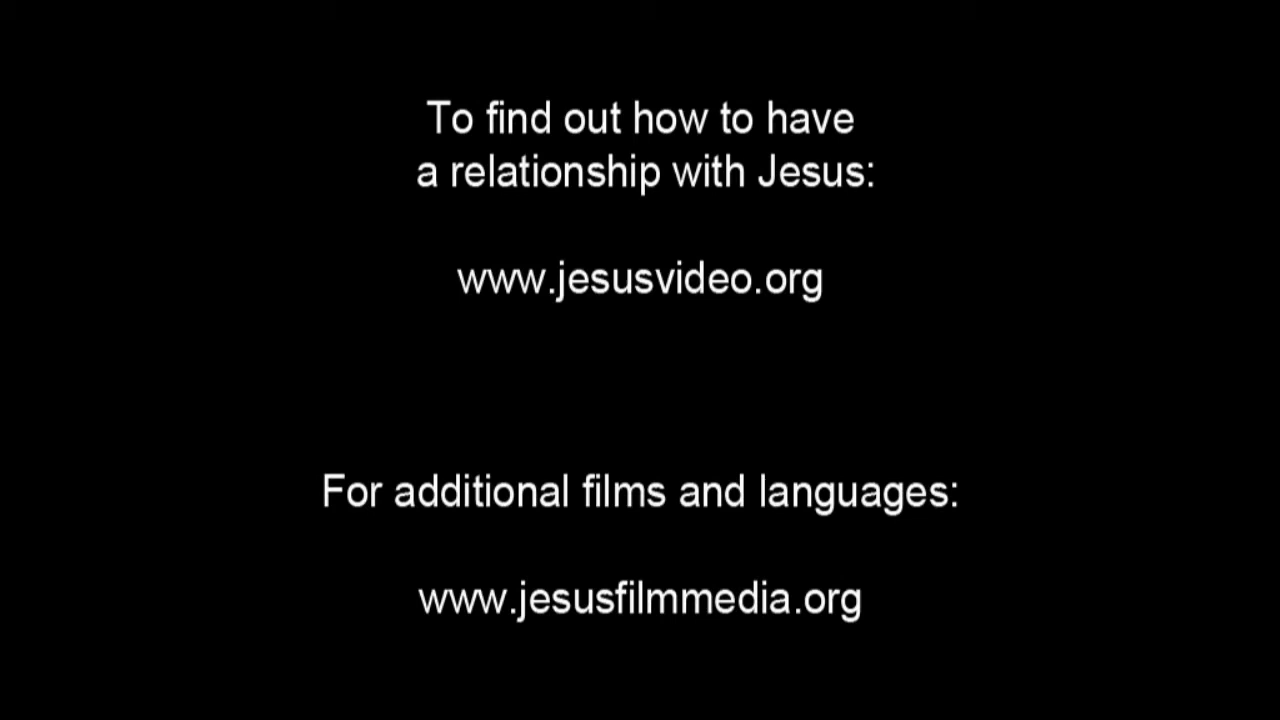 To find out how to have
a relationship with Jesus:
www.jesusvideo.org
For additional films and languages:
www.jesusfilmmedia.org